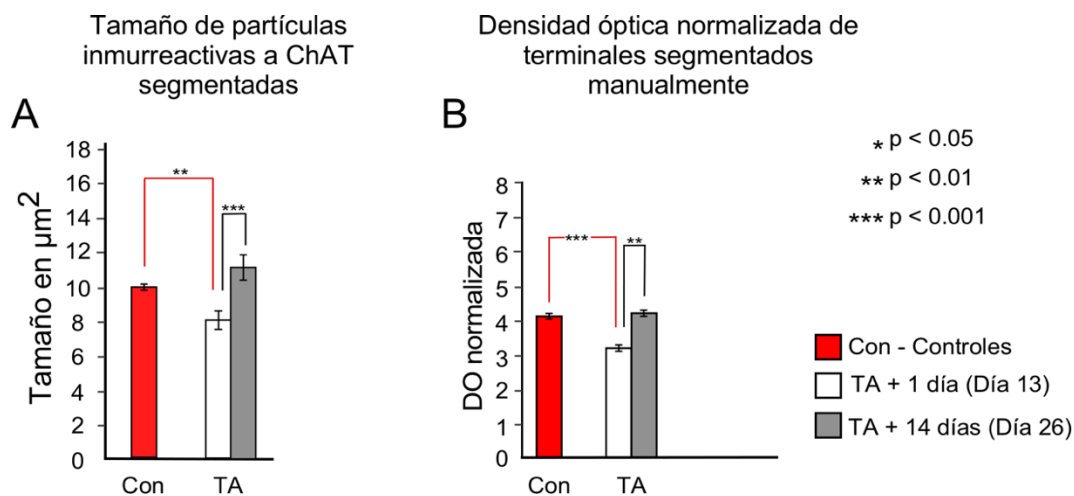 Tamaño de partículas
inmurreactivas a ChAT
segmentadas
Densidad óptica normalizada de
terminales segmentados
manualmente
A
Tamaño en µm2
18
16
14
12
10
8
6
4
2
0
**
***
Con
TA
B
DO normalizada
8
7
6
5
4
3
2
1
0
***
**
Con
TA
* p < 0.05
** p < 0.01
*** p < 0.001
Con - Controles
TA + 1 día (Día 13)
TA + 14 días (Día 26)